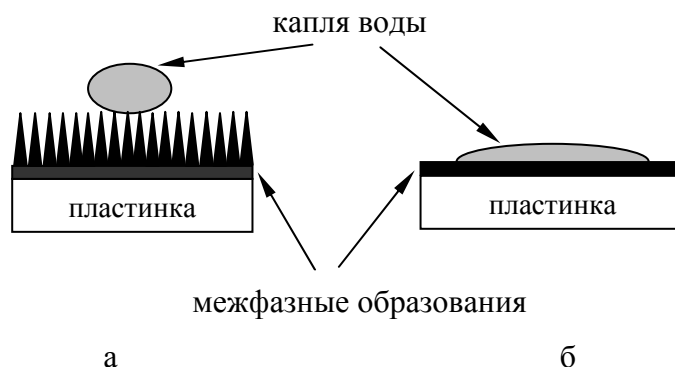 капля воды
пластинка
пластинка
межфазные образования
а
б